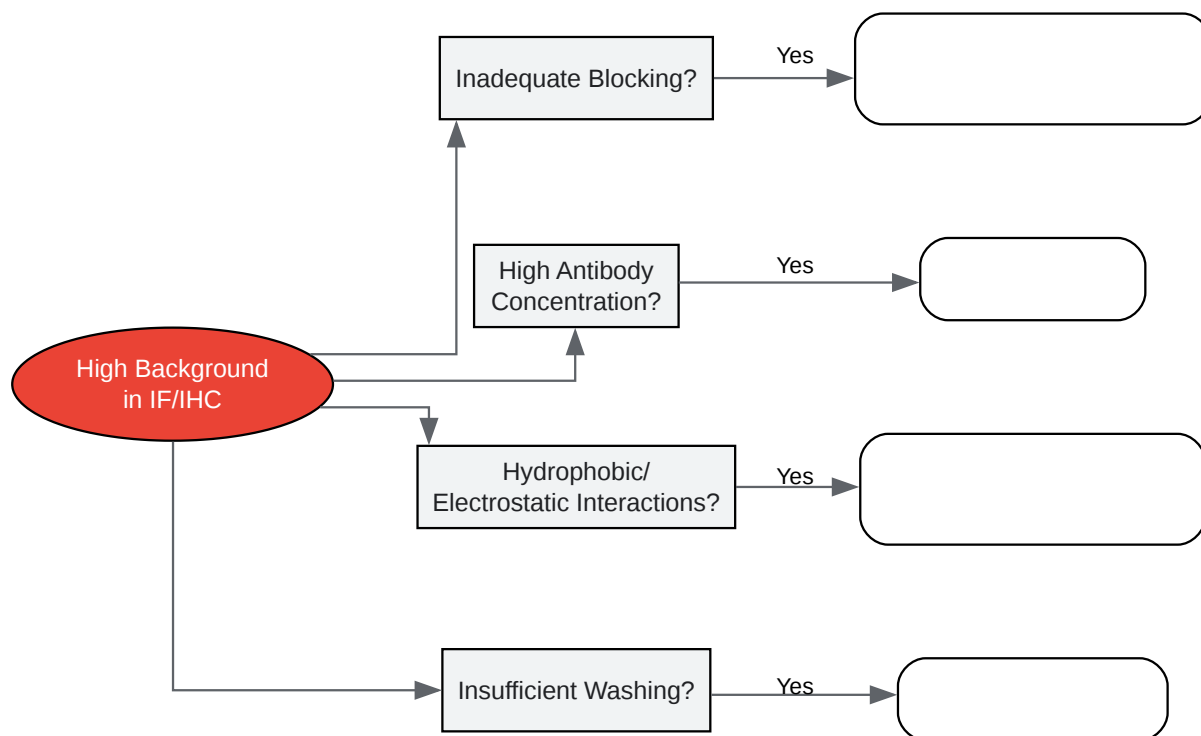 Inadequate Blocking?
Yes
High Antibody
Concentration?
Yes
High Background
in IF/IHC
Hydrophobic/
Electrostatic Interactions?
Yes
Insufficient Washing?
Yes